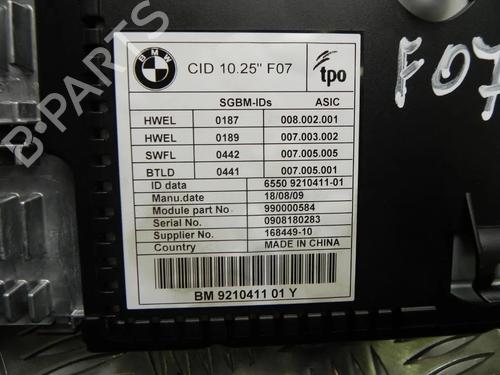 BMW
CID 10.25" F07
tpo
SGBM-IDs ASIC
HWEL 0187 008.002.001
HWEL 0189 007.003.002
SWFL 0442 007.005.005
BTLD 0441 007.005.001
ID data 6550 9210411-01
Manu.date 18/08/09
Module part No 990000584
Serial No. 0908180283
Supplier No. 168449-10
Country MADE IN CHINA
BM 9210411 01 Y
F07
B-PARTS